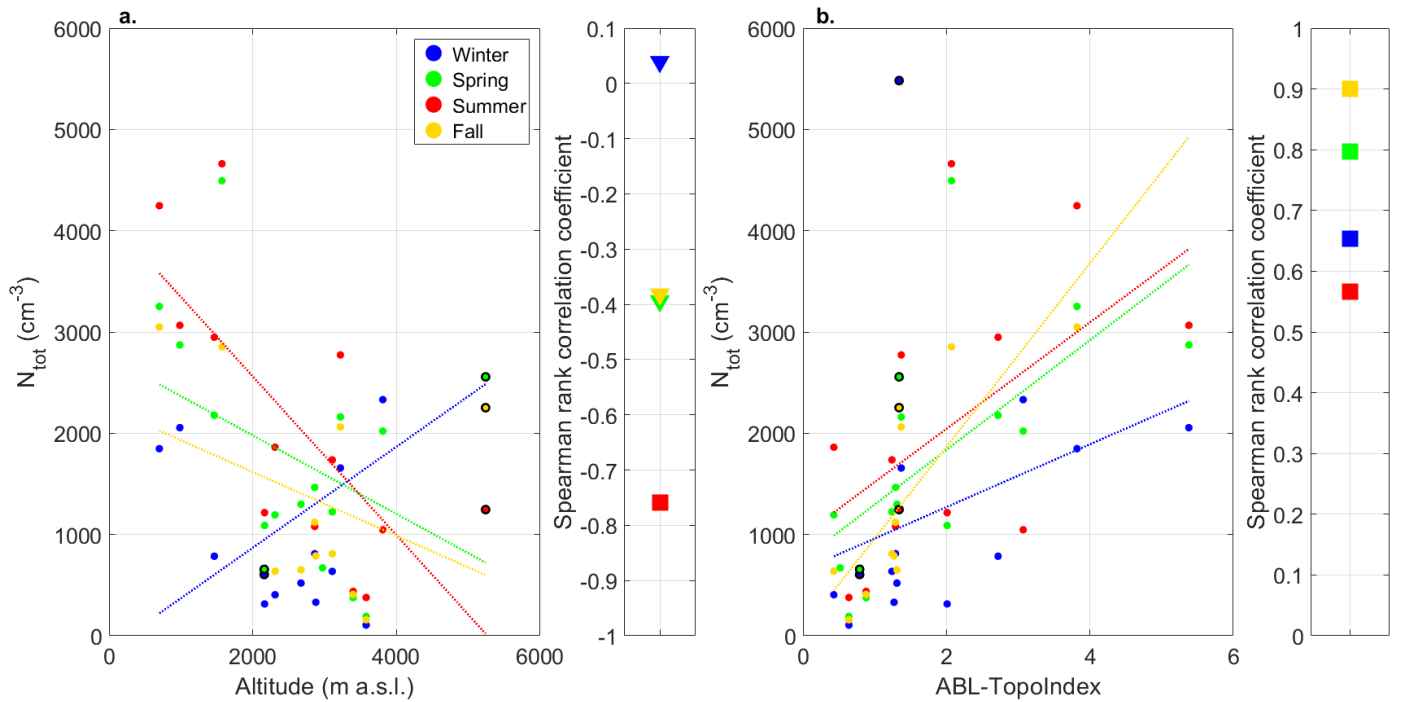 a.
6000
5000
4000
3000
2000
1000
0
N_tot (cm^-3)
0 2000 4000 6000
Altitude (m a.s.l.)
Winter
Spring
Summer
Fall
0.1
0
-0.1
-0.2
-0.3
-0.4
-0.5
-0.6
-0.7
-0.8
-0.9
-1
Spearman rank correlation coefficient
b.
6000
5000
4000
3000
2000
1000
0
N_tot (cm^-3)
0 2 4 6
ABL-TopoIndex
1
0.9
0.8
0.7
0.6
0.5
0.4
0.3
0.2
0.1
0
Spearman rank correlation coefficient